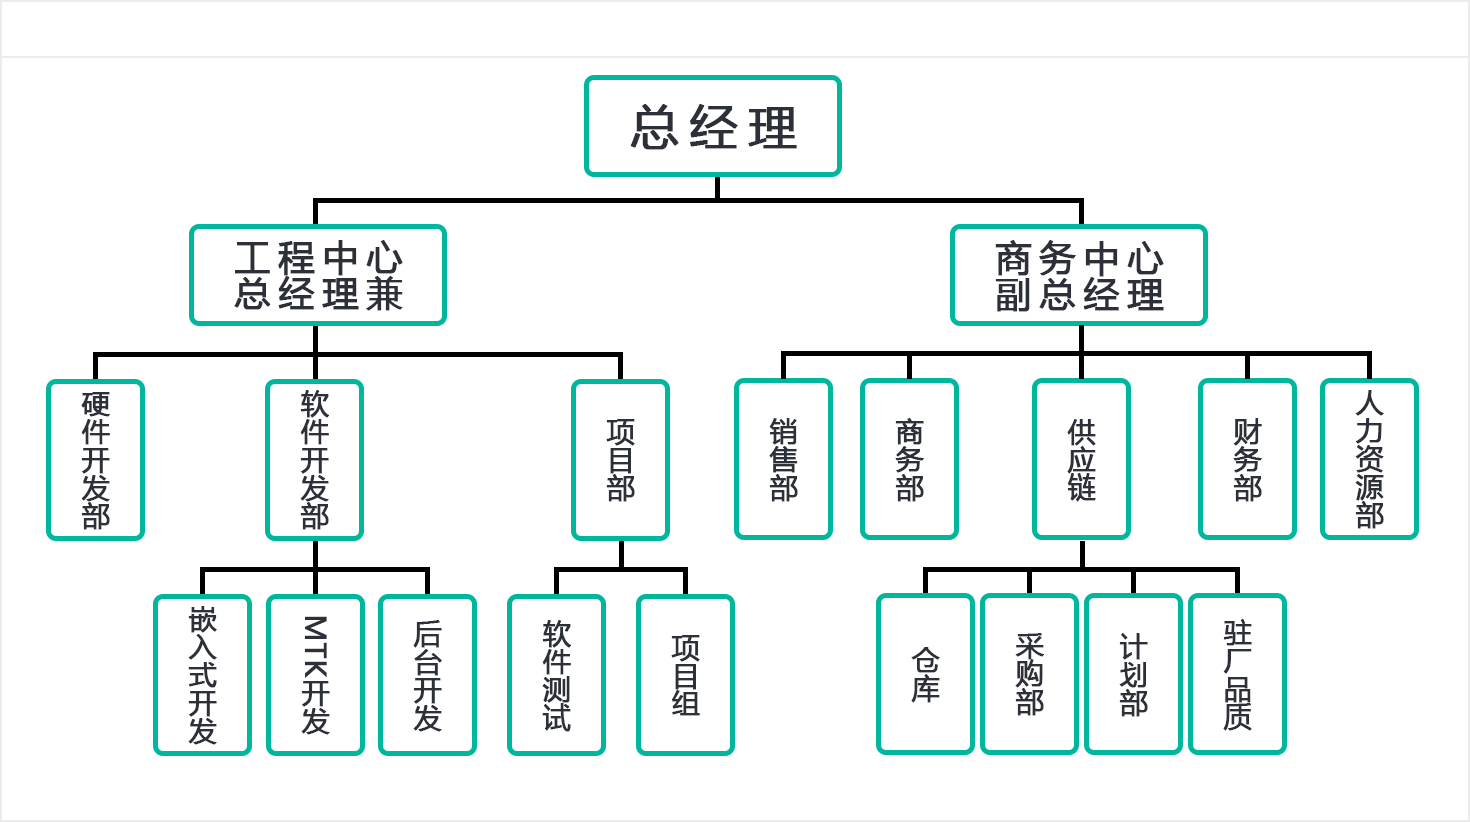 总经理
工程中心
总经理兼
商务中心
副总经理
硬件开发部
软件开发部
项目部
销售部
商务部
供应链
财务部
人力资源部
嵌入式开发
MTK开发
后台开发
软件测试
项目组
仓库
采购部
计划部
驻厂品质